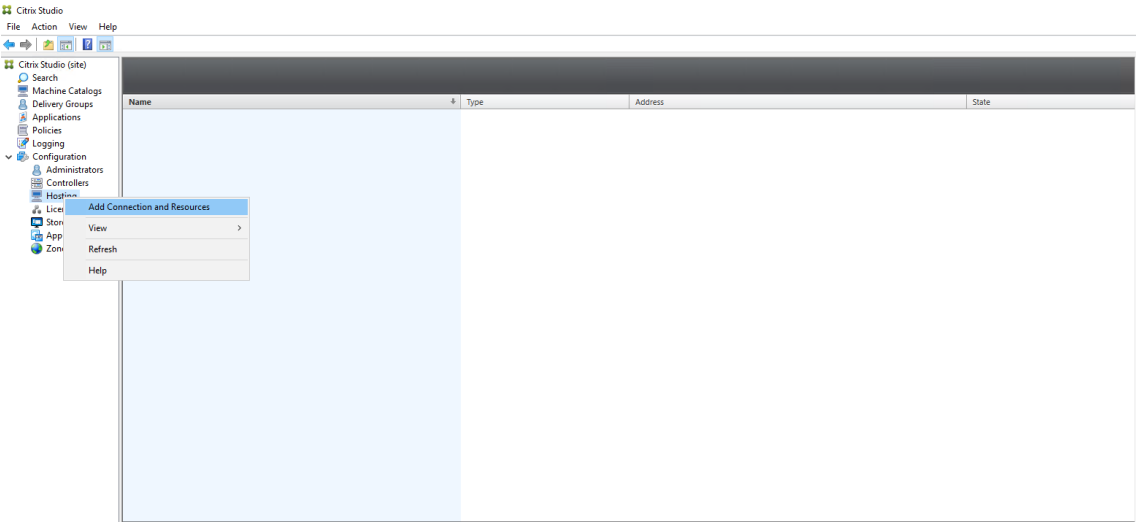 Citrix Studio
File Action View Help
Citrix Studio (site)
Search
Machine Catalogs
Delivery Groups
Applications
Policies
Logging
Configuration
Administrators
Controllers
Hosting
Name Type Address State
Add Connection and Resources
View
Refresh
Help